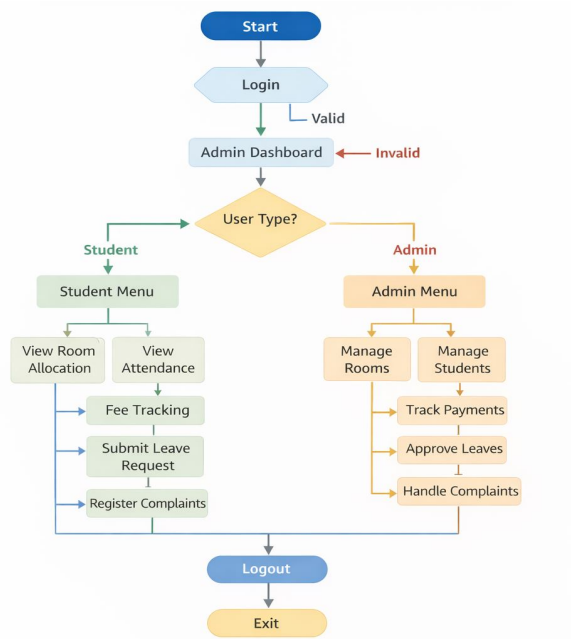 Start
Login
Valid
Admin Dashboard
Invalid
User Type?
Student
Admin
Student Menu
Admin Menu
View Room
Allocation
View
Attendance
Manage
Rooms
Manage
Students
Fee Tracking
Track Payments
Submit Leave
Request
Approve Leaves
Register Complaints
Handle Complaints
Logout
Exit